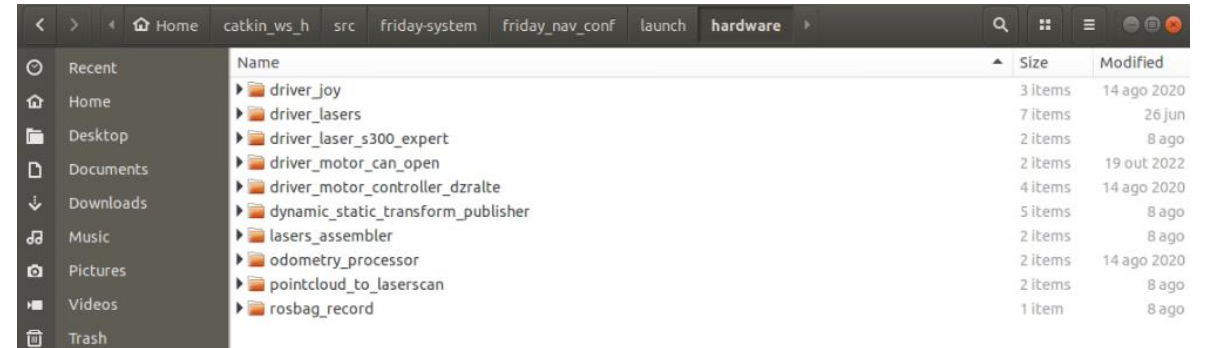 Home catkin_ws_h src friday-system friday_nav_conf launch hardware
Recent
Home
Desktop
Documents
Downloads
Music
Pictures
Videos
Trash
Name Size Modified
driver_joy 3 items 14 ago 2020
driver_lasers 7 items 26 jun
driver_laser_s300_expert 2 items 8 ago
driver_motor_can_open 2 items 19 out 2022
driver_motor_controller_dzralte 4 items 14 ago 2020
dynamic_static_transform_publisher 5 items 8 ago
lasers_assembler 2 items 8 ago
odometry_processor 2 items 14 ago 2020
pointcloud_to_laserscan 2 items 8 ago
rosbag_record 1 item 8 ago